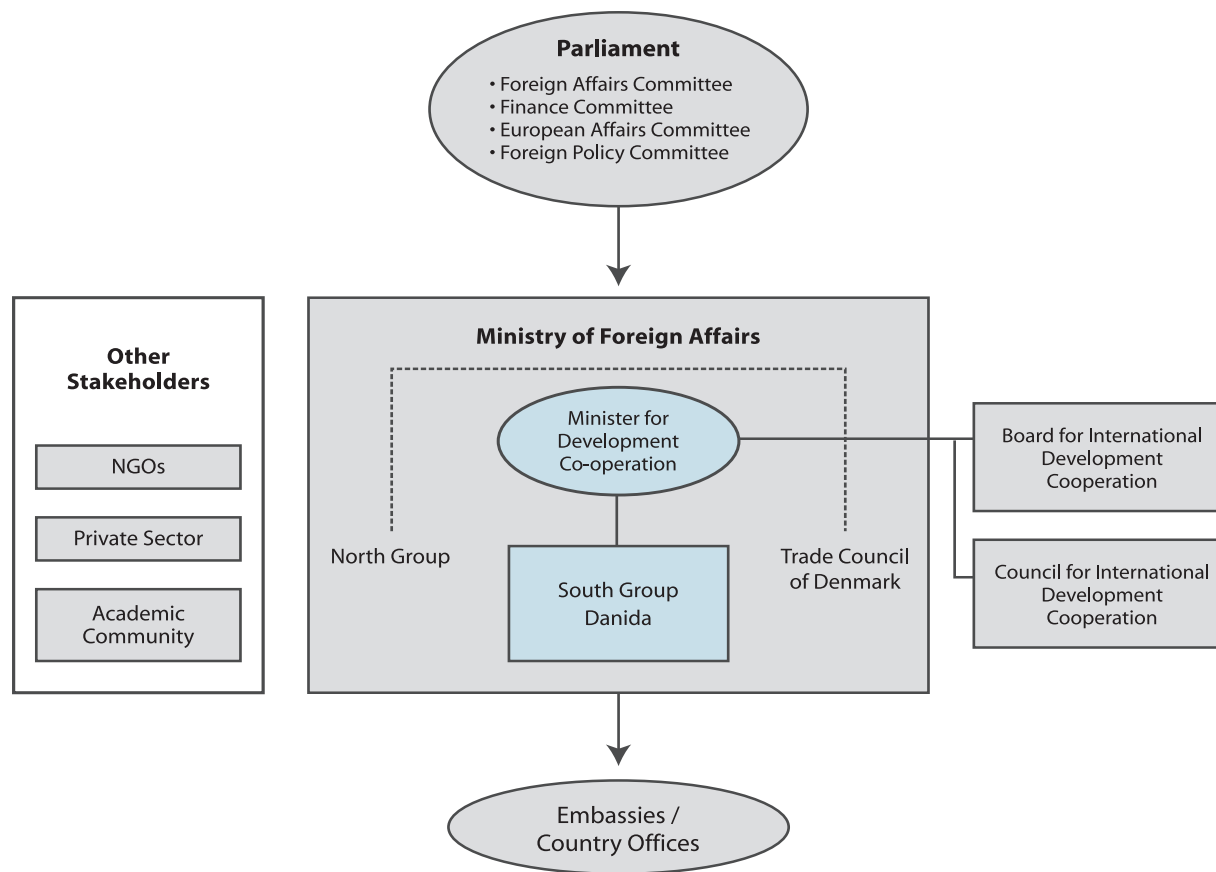 Parliament
• Foreign Affairs Committee
• Finance Committee
• European Affairs Committee
• Foreign Policy Committee
Other
Stakeholders
NGOs
Private Sector
Academic
Community
Ministry of Foreign Affairs
Minister for
Development
Co-operation
North Group
South Group
Danida
Trade Council
of Denmark
Board for International
Development
Cooperation
Council for International
Development
Cooperation
Embassies /
Country Offices